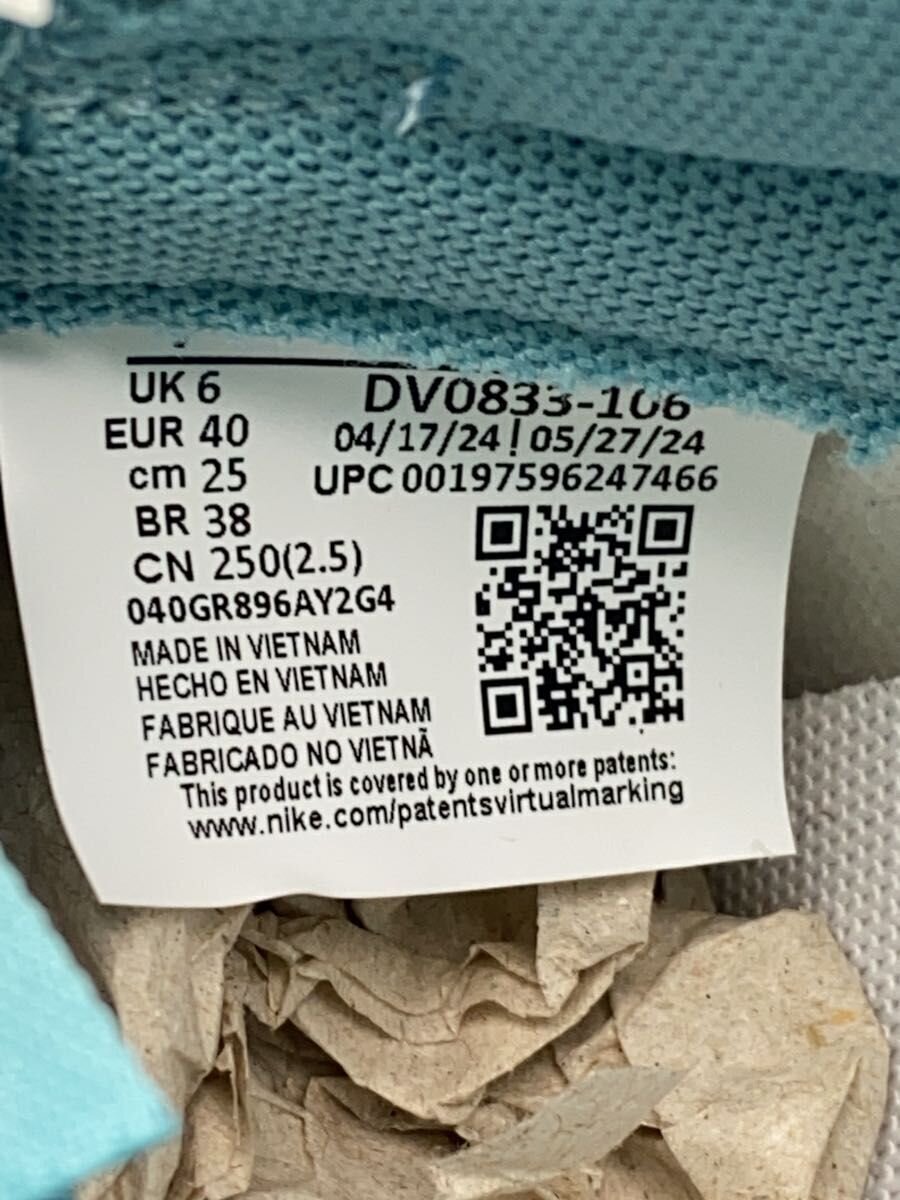 UK 6
EUR 40
cm 25
BR 38
CN 250(2.5)
040GR896AY2G4
DV0833-106
04/17/24 | 05/27/24
UPC 00197596247466
MADE IN VIETNAM
HECHO EN VIETNAM
FABRIQUE AU VIETNAM
FABRICADO NO VIETNÃ
This product is covered by one or more patents:
www.nike.com/patentsvirtualmarking